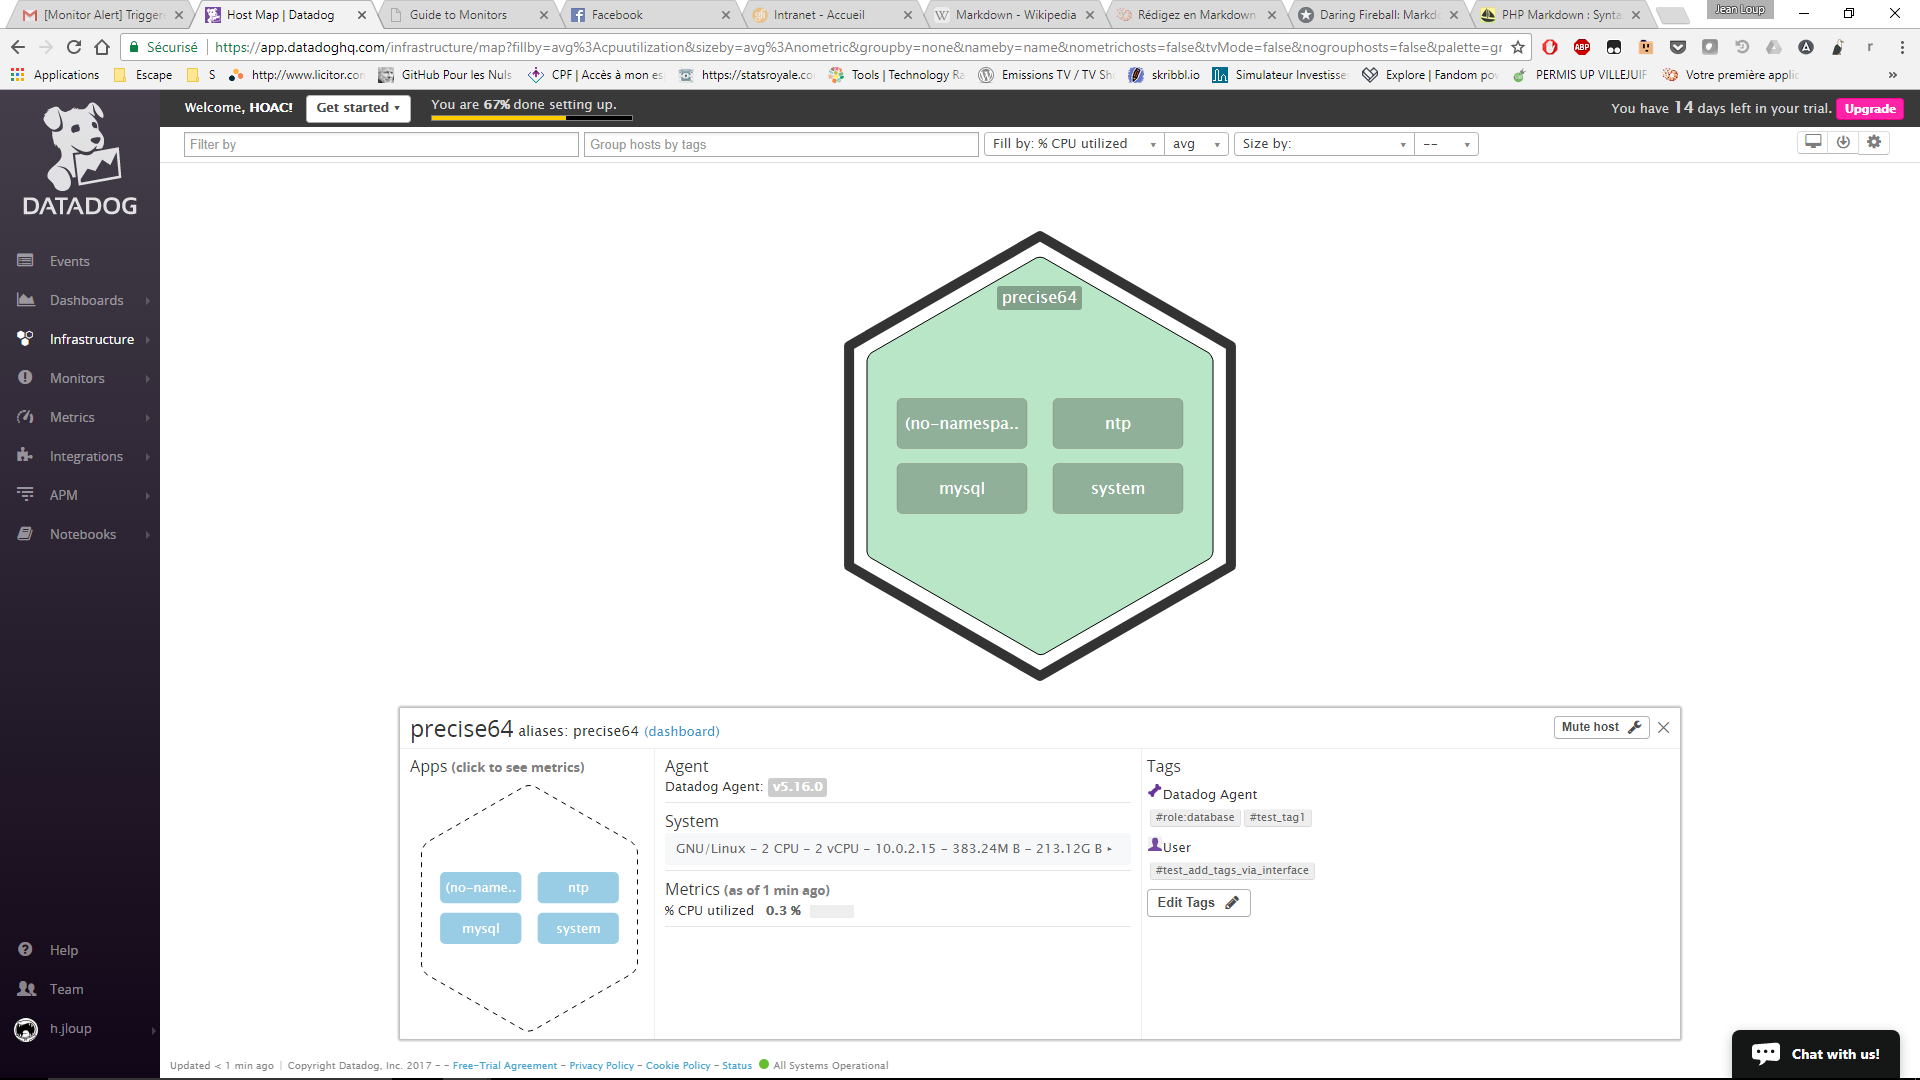 [Monitor Alert] Trigger
Host Map | Datadog
Guide to Monitors
Facebook
Intranet - Accueil
Markdown - Wikipedia
Rédigez en Markdown
Daring Fireball: Markd
PHP Markdown : Synta
Jean Loup
Sécurisé
https://app.datadoghq.com/infrastructure/map?fillby=avg%3Acpuutilization&sizeby=avg%3Anometric&groupby=none&nameby=name&nometrichosts=false&tvMode=false&nogrouphosts=false&palette=gr
Applications
Escape
S
http://www.licitor.com
GitHub Pour les Nuls
CPF | Accès à mon es
https://statsroyale.co
Tools | Technology Ra
Emissions TV / TV Sh
skribbl.io
Simulateur Investisse
Explore | Fandom pow
PERMIS UP VILLEJUIF
Votre première applic
»
DATADOG
Welcome, HOAC!
Get started
You are 67% done setting up.
You have 14 days left in your trial.
Upgrade
Filter by
Group hosts by tags
Fill by: % CPU utilized
avg
Size by:
--
Events
Dashboards
Infrastructure
Monitors
Metrics
Integrations
APM
Notebooks
Help
Team
h.jloup
precise64
(no-namespa..
ntp
mysql
system
precise64 aliases: precise64 (dashboard)
Mute host
Apps (click to see metrics)
(no-name..
ntp
mysql
system
Agent
Datadog Agent: v5.16.0
System
GNU/Linux - 2 CPU - 2 vCPU - 10.0.2.15 - 383.24M B - 213.12G B
Metrics (as of 1 min ago)
% CPU utilized 0.3 %
Tags
Datadog Agent
#role:database #test_tag1
User
#test_add_tags_via_interface
Edit Tags
Updated < 1 min ago | Copyright Datadog, Inc. 2017 - - Free-Trial Agreement - Privacy Policy - Cookie Policy - Status All Systems Operational
Chat with us!